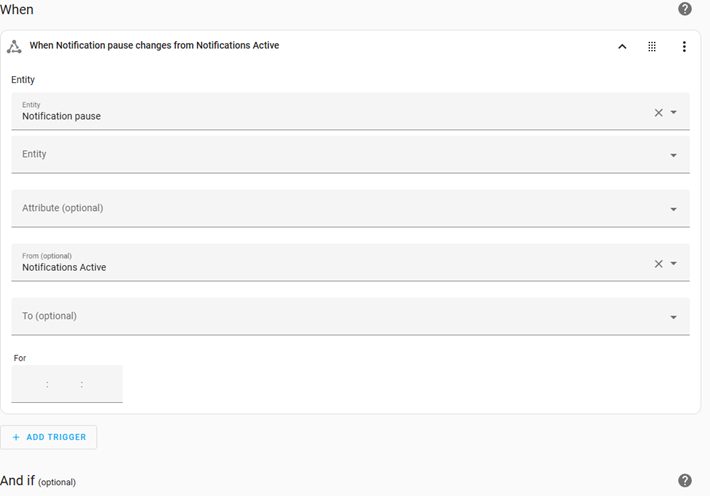 When
When Notification pause changes from Notifications Active
Entity
Entity
Notification pause
Entity
Attribute (optional)
From (optional)
Notifications Active
To (optional)
For
: :
+ ADD TRIGGER
And if (optional)